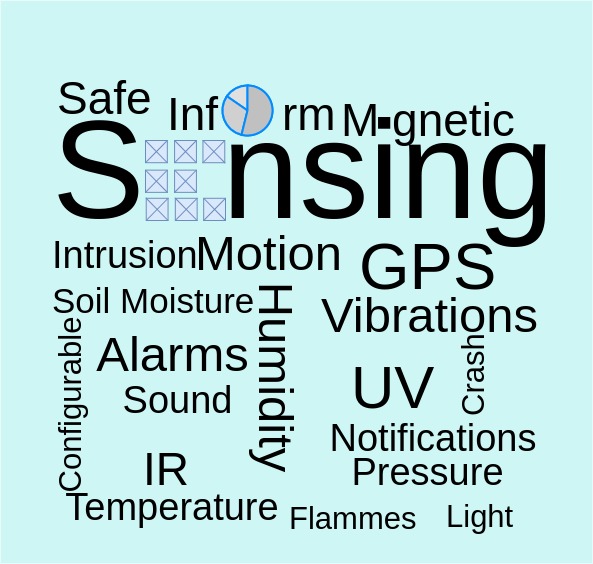 Safe
Inf rm
M gnetic
S nsing
Intrusion
Motion
GPS
Soil Moisture
Humidity
Vibrations
Configurable
Alarms
Crash
Sound
UV
Notifications
IR
Pressure
Temperature
Flammes
Light